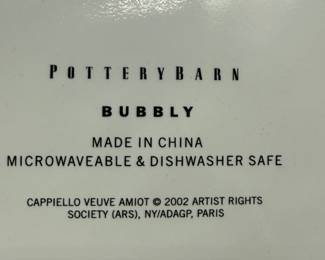 POTTERYBARN
BUBBLY
MADE IN CHINA
MICROWAVEABLE & DISHWASHER SAFE
CAPPIELLO VEUVE AMIOT © 2002 ARTIST RIGHTS
SOCIETY (ARS), NY/ADAGP, PARIS